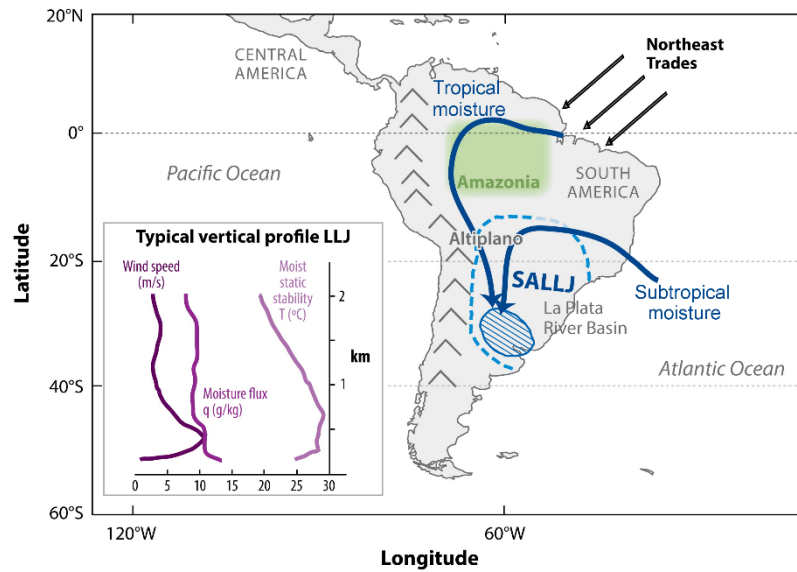 20°N
0°
20°S
40°S
60°S
Latitude
CENTRAL
AMERICA
Northeast
Trades
Tropical
moisture
Pacific Ocean
Amazonia
SOUTH
AMERICA
Altiplano
SALLJ
La Plata
River Basin
Subtropical
moisture
Atlantic Ocean
Typical vertical profile LLJ
Wind speed
(m/s)
Moist
static
stability
T (°C)
2
km
1
Moisture flux
q (g/kg)
0 5 10 15 20 25 30
120°W
60°W
Longitude